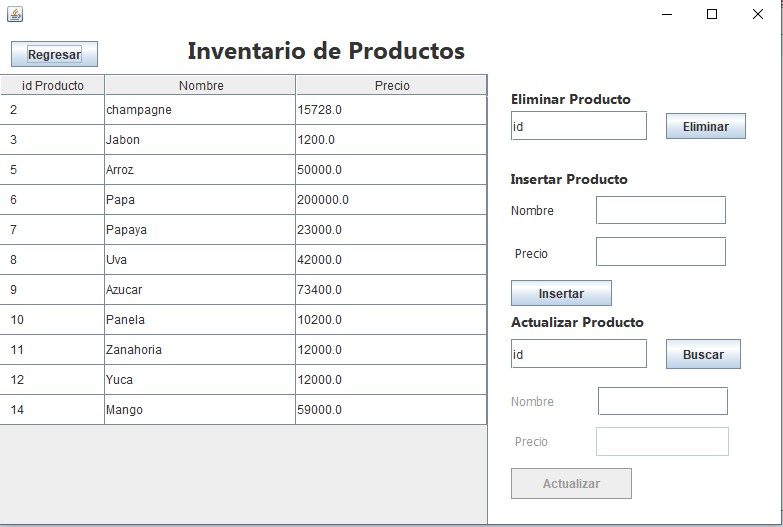 Regresar
Inventario de Productos
id Producto Nombre Precio
2 champagne 15728.0
3 Jabon 1200.0
5 Arroz 50000.0
6 Papa 200000.0
7 Papaya 23000.0
8 Uva 42000.0
9 Azucar 73400.0
10 Panela 10200.0
11 Zanahoria 12000.0
12 Yuca 12000.0
14 Mango 59000.0
Eliminar Producto
id Eliminar
Insertar Producto
Nombre
Precio
Insertar
Actualizar Producto
id Buscar
Nombre
Precio
Actualizar